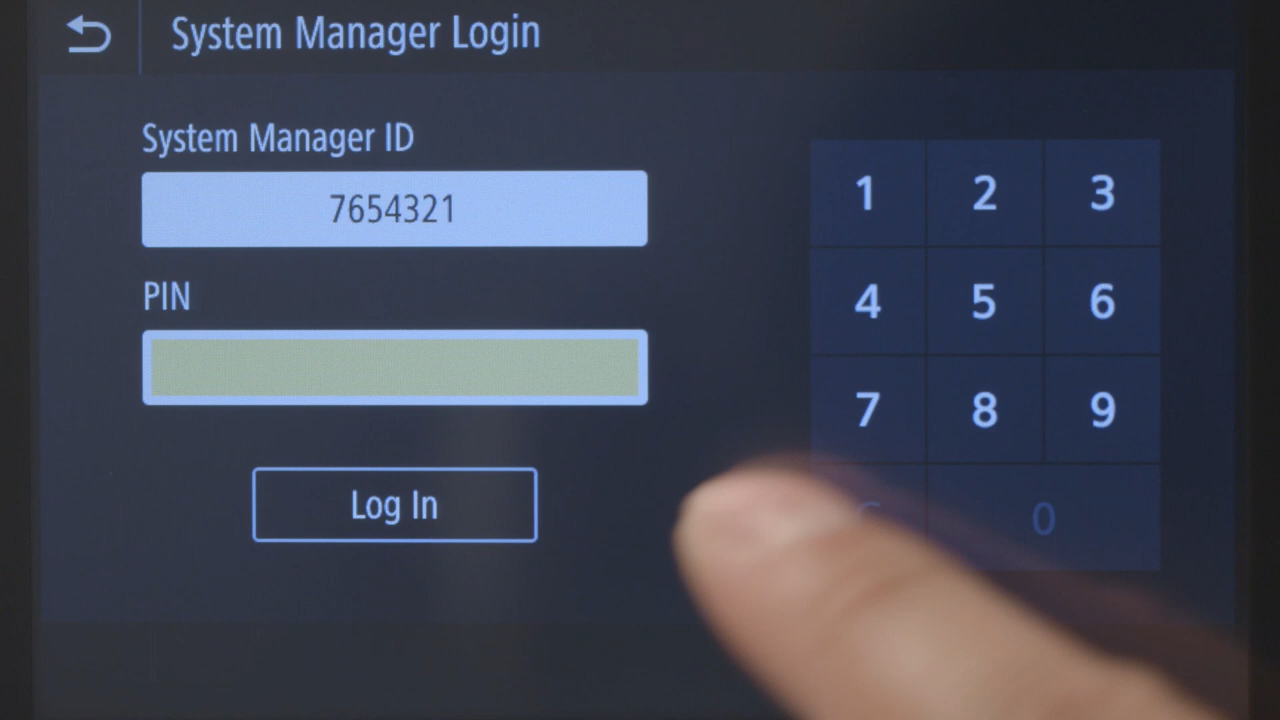 System Manager Login
System Manager ID
7654321
PIN
Log In
1 2 3
4 5 6
7 8 9
C 0